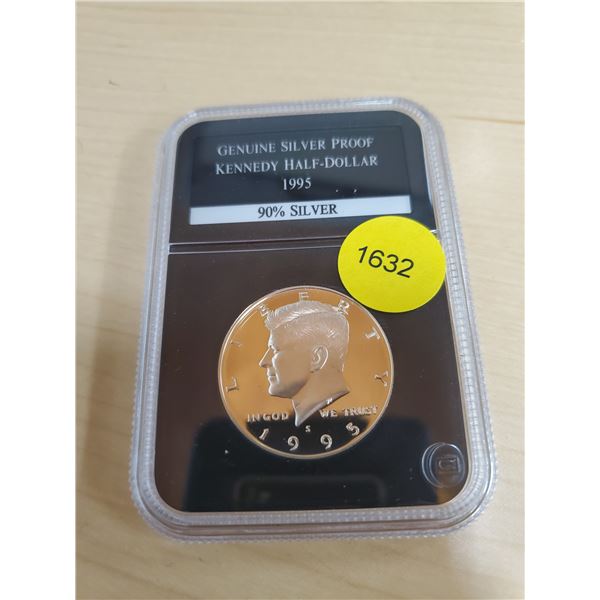 GENUINE SILVER PROOF
KENNEDY HALF-DOLLAR
1995
90% SILVER
1632
LIBERTY
IN GOD WE TRUST
S
1995